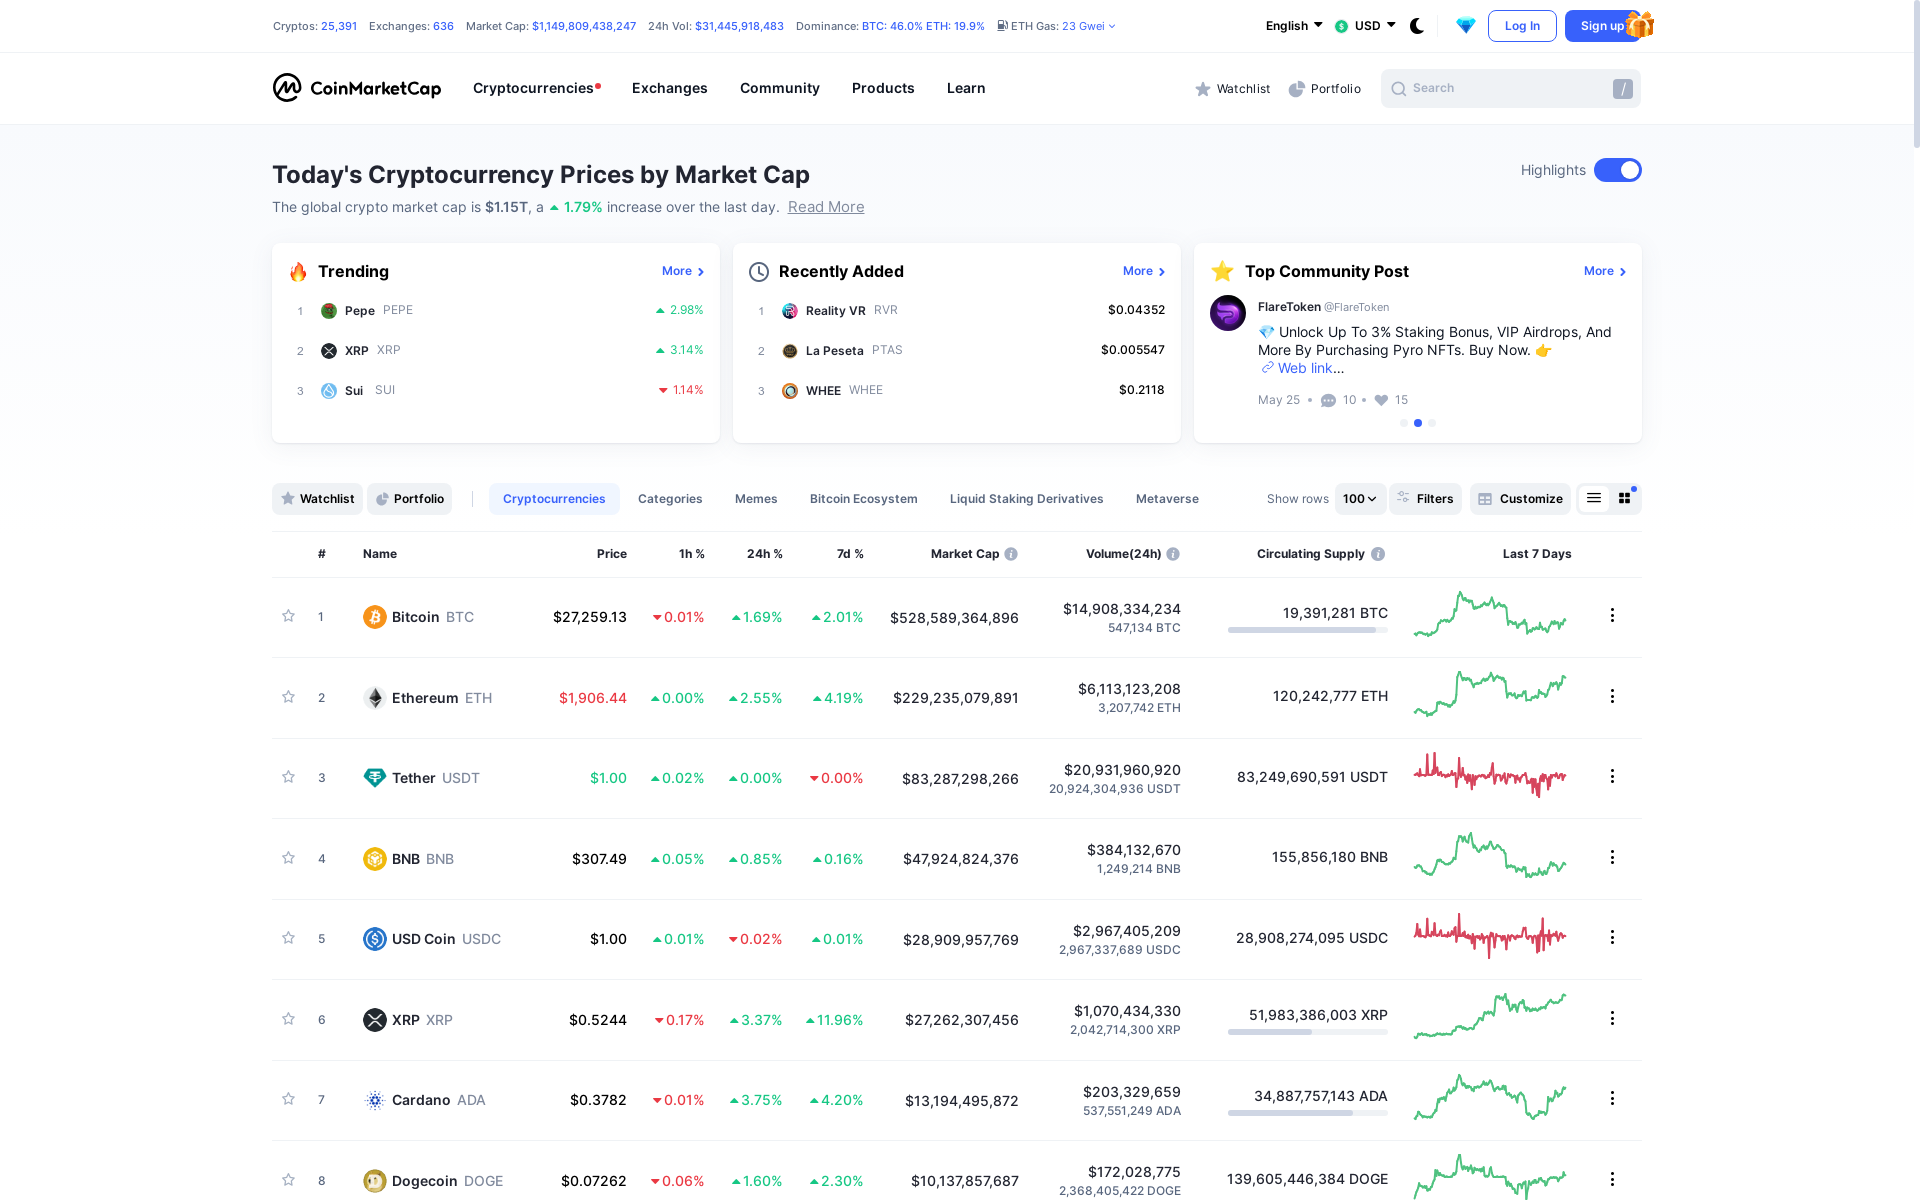 Cryptos: 25,391 Exchanges: 636 Market Cap: $1,149,809,438,247 24h Vol: $31,445,918,483 Dominance: BTC: 46.0% ETH: 19.9% ETH Gas: 23 Gwei English USD Log In Sign up
CoinMarketCap Cryptocurrencies Exchanges Community Products Learn Watchlist Portfolio Search /
Today's Cryptocurrency Prices by Market Cap Highlights
The global crypto market cap is $1.15T, a 1.79% increase over the last day. Read More
Trending More
1 Pepe PEPE 2.98%
2 XRP XRP 3.14%
3 Sui SUI 1.14%
Recently Added More
1 Reality VR RVR $0.04352
2 La Peseta PTAS $0.005547
3 WHEE WHEE $0.2118
Top Community Post More
FlareToken @FlareToken
Unlock Up To 3% Staking Bonus, VIP Airdrops, And
More By Purchasing Pyro NFTs. Buy Now.
Web link...
May 25 • 10 • 15
Watchlist Portfolio Cryptocurrencies Categories Memes Bitcoin Ecosystem Liquid Staking Derivatives Metaverse Show rows 100 Filters Customize
# Name Price 1h % 24h % 7d % Market Cap Volume(24h) Circulating Supply Last 7 Days
1 Bitcoin BTC $27,259.13 0.01% 1.69% 2.01% $528,589,364,896 $14,908,334,234 19,391,281 BTC
547,134 BTC
2 Ethereum ETH $1,906.44 0.00% 2.55% 4.19% $229,235,079,891 $6,113,123,208 120,242,777 ETH
3,207,742 ETH
3 Tether USDT $1.00 0.02% 0.00% 0.00% $83,287,298,266 $20,931,960,920 83,249,690,591 USDT
20,924,304,936 USDT
4 BNB BNB $307.49 0.05% 0.85% 0.16% $47,924,824,376 $384,132,670 155,856,180 BNB
1,249,214 BNB
5 USD Coin USDC $1.00 0.01% 0.02% 0.01% $28,909,957,769 $2,967,405,209 28,908,274,095 USDC
2,967,337,689 USDC
6 XRP XRP $0.5244 0.17% 3.37% 11.96% $27,262,307,456 $1,070,434,330 51,983,386,003 XRP
2,042,714,300 XRP
7 Cardano ADA $0.3782 0.01% 3.75% 4.20% $13,194,495,872 $203,329,659 34,887,757,143 ADA
537,551,249 ADA
8 Dogecoin DOGE $0.07262 0.06% 1.60% 2.30% $10,137,857,687 $172,028,775 139,605,446,384 DOGE
2,368,405,422 DOGE